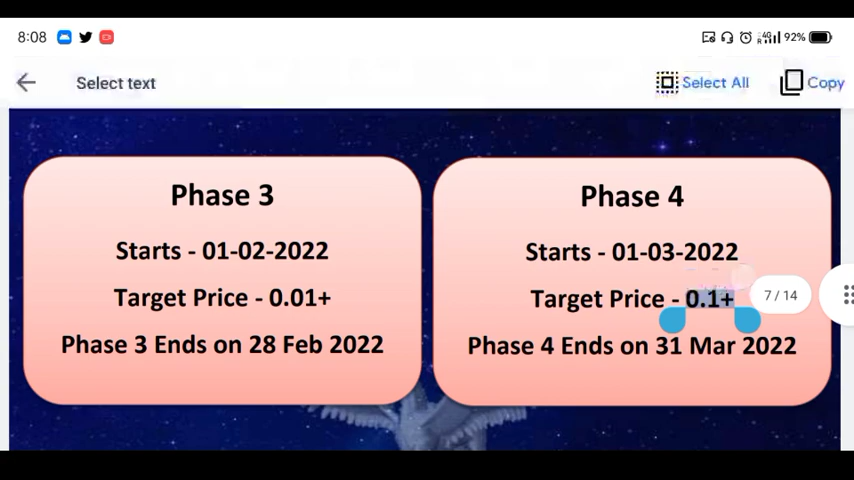 8:08
4G
R
92%
Select text
Select All
Copy
Phase 3
Starts - 01-02-2022
Target Price - 0.01+
Phase 3 Ends on 28 Feb 2022
Phase 4
Starts - 01-03-2022
Target Price - 0.1+
Phase 4 Ends on 31 Mar 2022
7 / 14